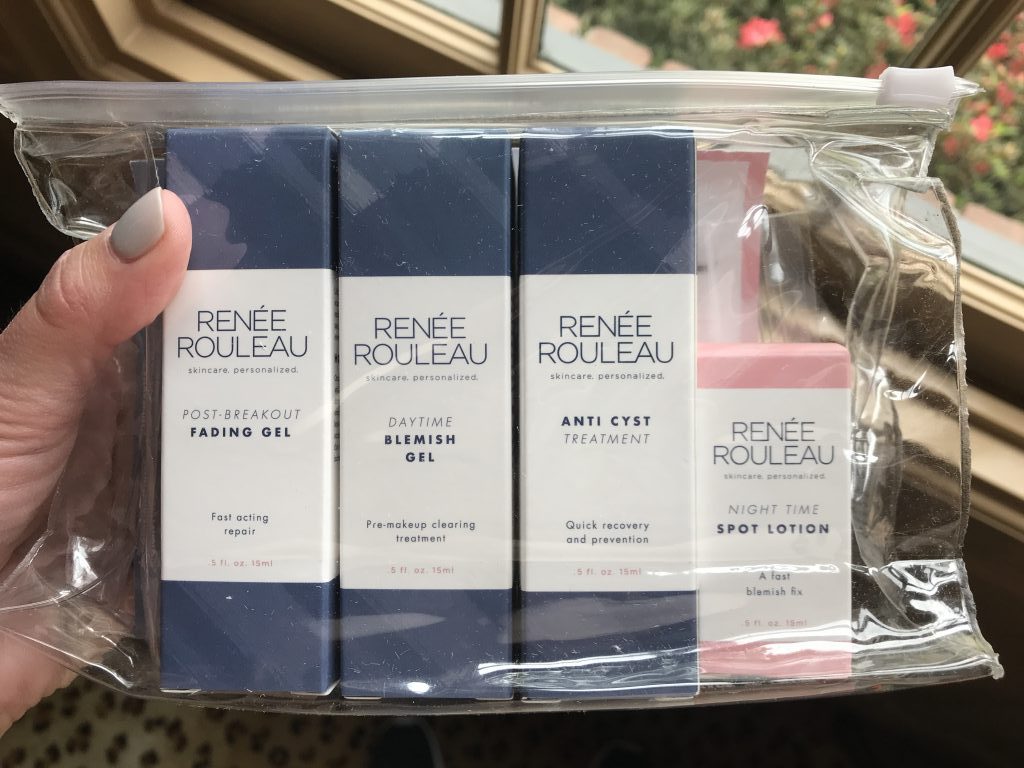 RENÉE
ROULEAU
skincare. personalized.
POST-BREAKOUT
FADING GEL
Fast acting
repair
.5 fl. oz. 15ml
RENÉE
ROULEAU
skincare. personalized.
DAYTIME
BLEMISH
GEL
Pre-makeup clearing
treatment
.5 fl. oz. 15ml
RENÉE
ROULEAU
skincare. personalized.
ANTI CYST
TREATMENT
Quick recovery
and prevention
.5 fl. oz. 15ml
RENÉE
ROULEAU
skincare. personalized.
NIGHT TIME
SPOT LOTION
A fast
blemish fix
.5 fl. oz. 15ml